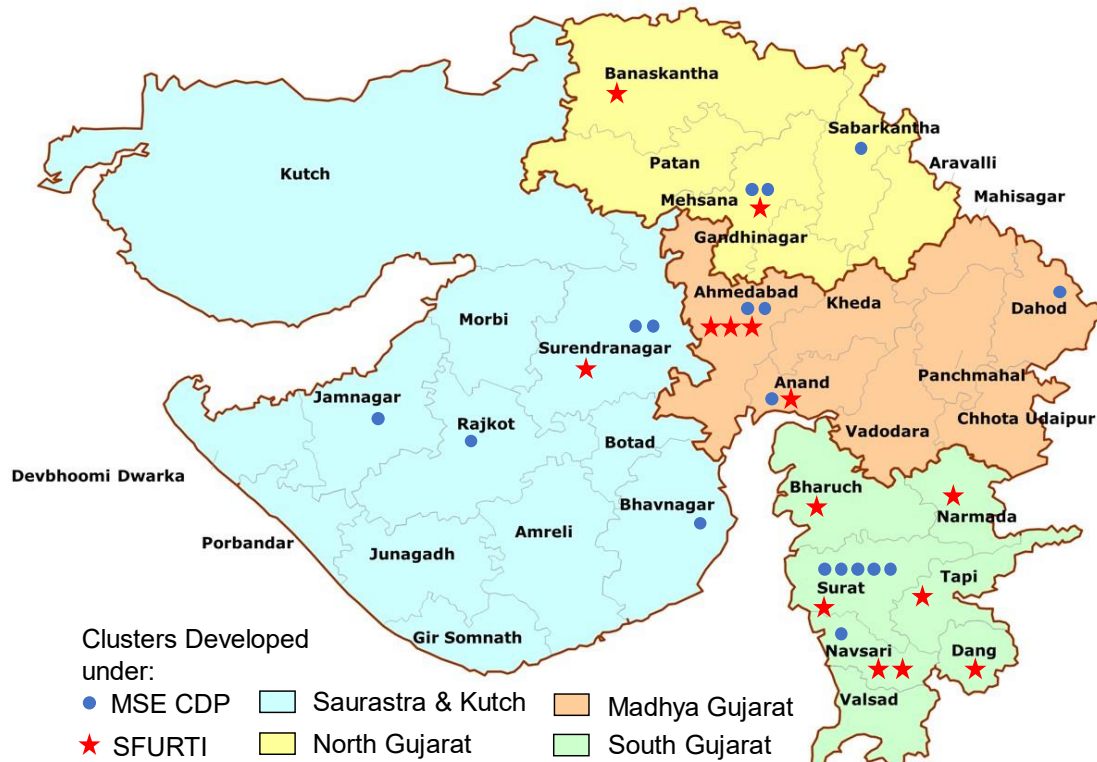 Banaskantha
Sabarkantha
Patan
Aravalli
Kutch
Mehsana
Mahisagar
Gandhinagar
Ahmedabad
Kheda
Dahod
Morbi
Surendranagar
Panchmahal
Anand
Jamnagar
Rajkot
Chhota Udaipur
Botad
Vadodara
Devbhoomi Dwarka
Bharuch
Bhavnagar
Narmada
Amreli
Porbandar
Junagadh
Tapi
Surat
Gir Somnath
Navsari
Dang
Valsad
Clusters Developed
under:
MSE CDP
Saurastra & Kutch
Madhya Gujarat
SFURTI
North Gujarat
South Gujarat